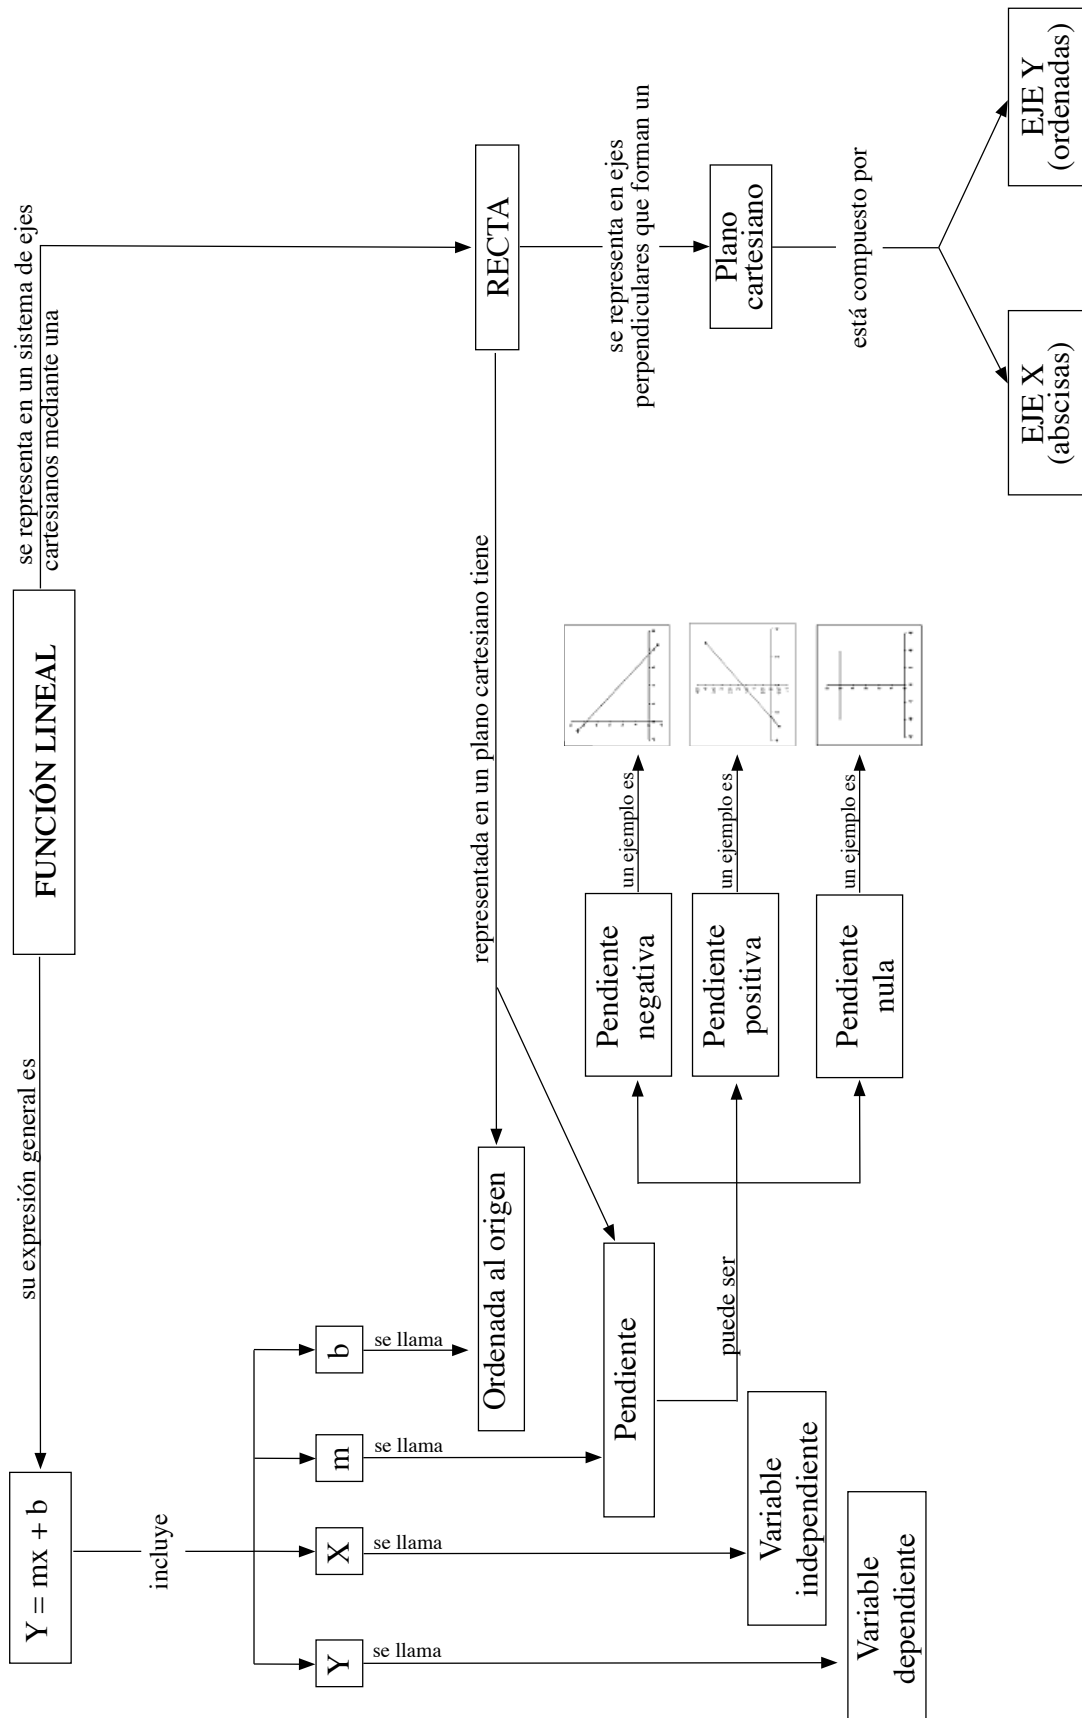 FUNCIÓN LINEAL
su expresión general es
se representa en un sistema de ejes
cartesianos mediante una
Y = mx + b
incluye
Y
X
m
b
se llama
se llama
se llama
se llama
RECTA
representada en un plano cartesiano tiene
Ordenada al origen
Pendiente
Variable
independiente
Variable
dependiente
puede ser
Pendiente
negativa
Pendiente
positiva
Pendiente
nula
un ejemplo es
un ejemplo es
un ejemplo es
se representa en ejes
perpendiculares que forman un
Plano
cartesiano
está compuesto por
EJE X
(abscisas)
EJE Y
(ordenadas)